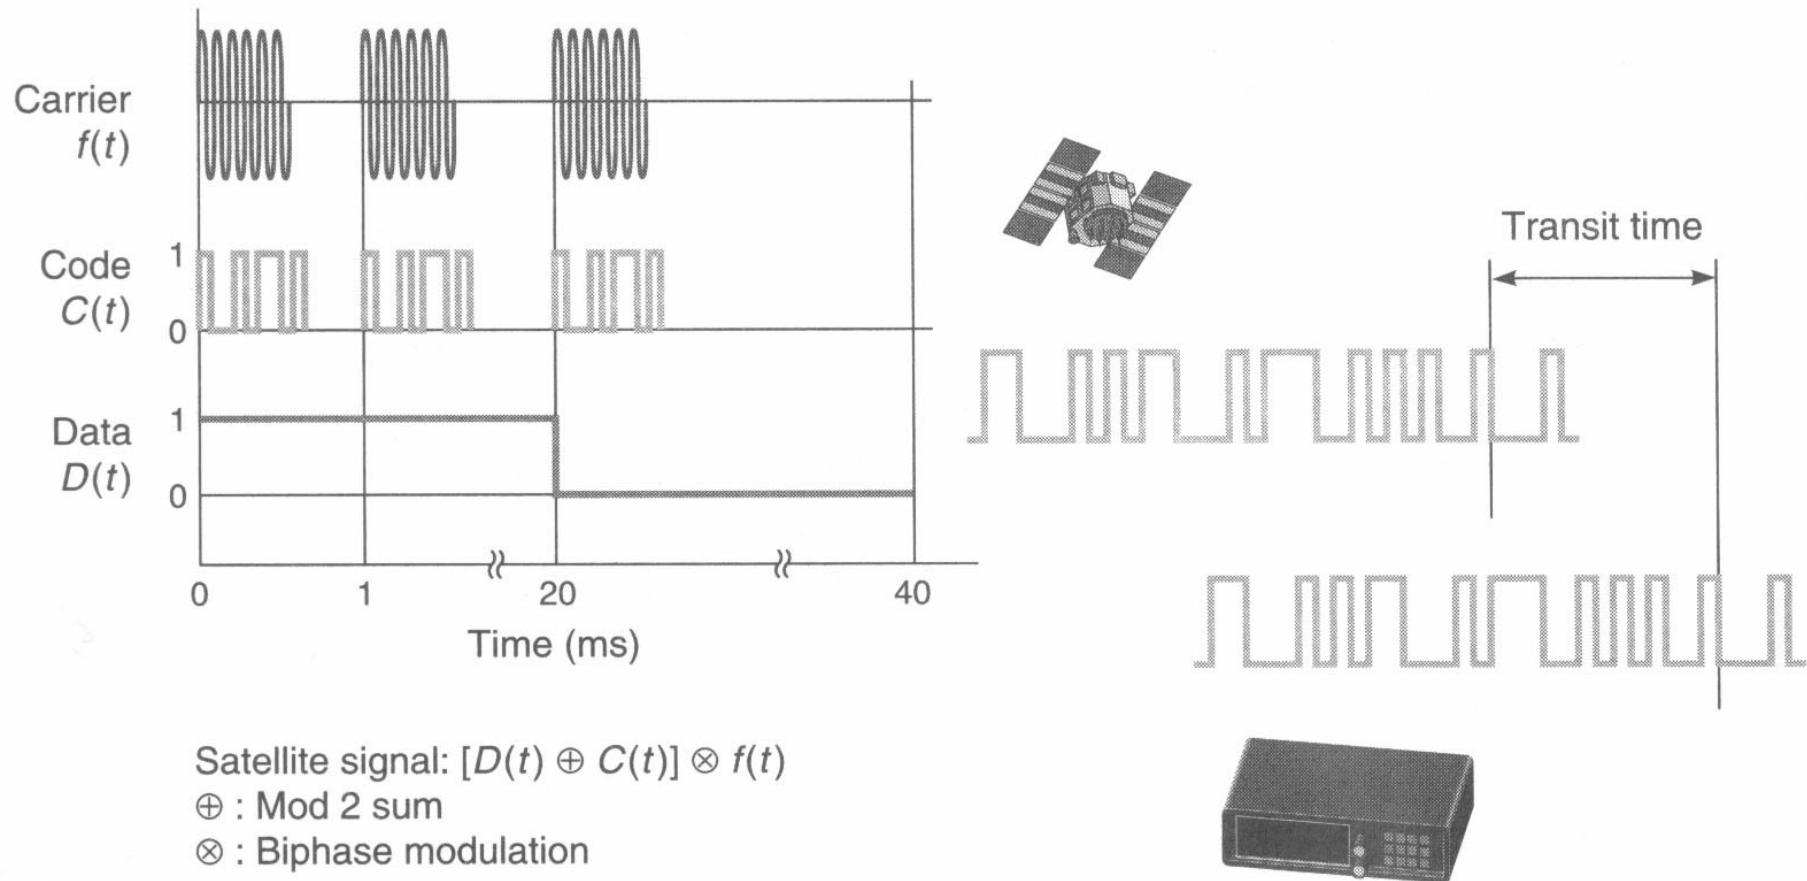 Carrier
f(t)
Code
C(t)
1
0
Data
D(t)
1
0
0 1 20 40
Time (ms)
Satellite signal: [D(t) ⊕ C(t)] ⊗ f(t)
⊕ : Mod 2 sum
⊗ : Biphase modulation
Transit time